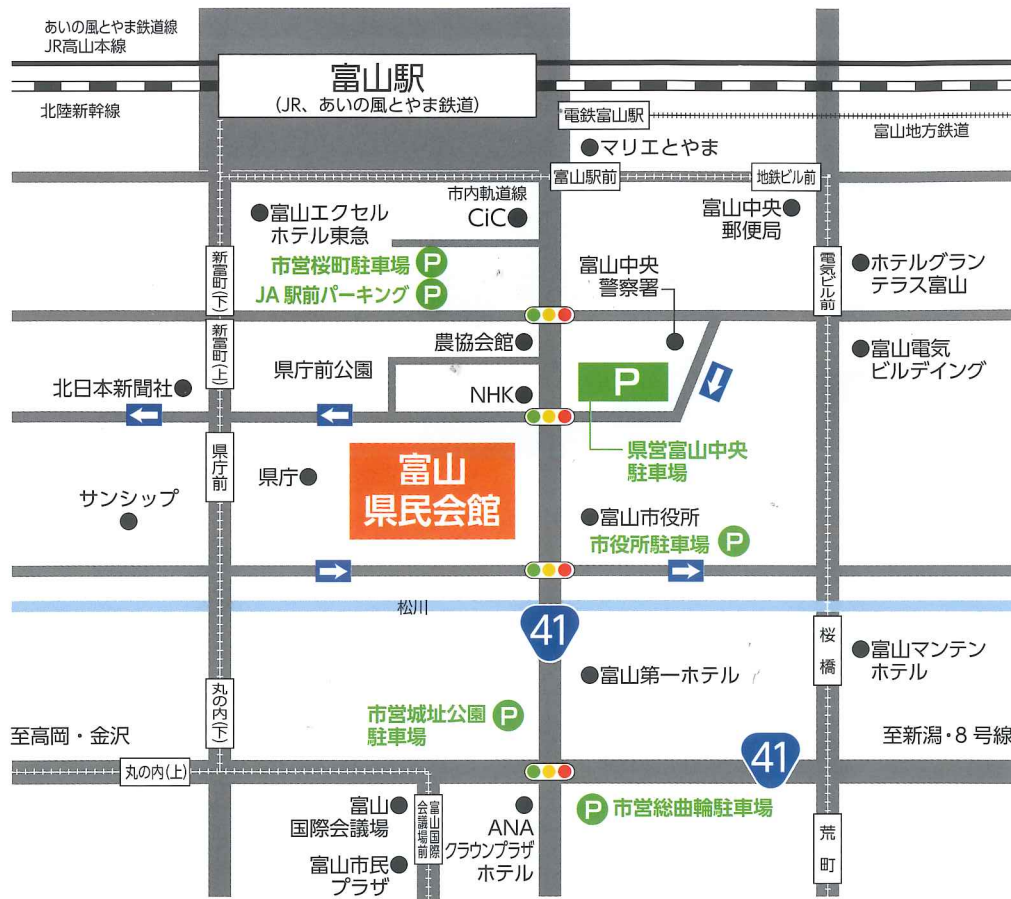 あいの風とやま鉄道線
JR高山本線
富山駅
(JR、あいの風とやま鉄道)
北陸新幹線
電鉄富山駅
富山地方鉄道
マリエとやま
富山駅前
地鉄ビル前
市内軌道線
CiC
富山エクセル
ホテル東急
富山中央
郵便局
新富町(下)
市営桜町駐車場 P
JA 駅前パーキング P
富山中央
警察署
電気ビル前
ホテルグラン
テラス富山
新富町(上)
農協会館
県庁前公園
富山電気
ビルデイング
北日本新聞社
NHK
P
県庁前
県営富山中央
駐車場
サンシップ
県庁
富山
県民会館
富山市役所
市役所駐車場 P
松川
41
桜橋
富山マンテン
ホテル
富山第一ホテル
丸の内(下)
市営城址公園 P
駐車場
至高岡・金沢
41
至新潟・8号線
丸の内(上)
富山
国際会議場
富山国際
会議場前
P 市営総曲輪駐車場
ANA
クラウンプラザ
ホテル
荒町
富山市民
プラザ